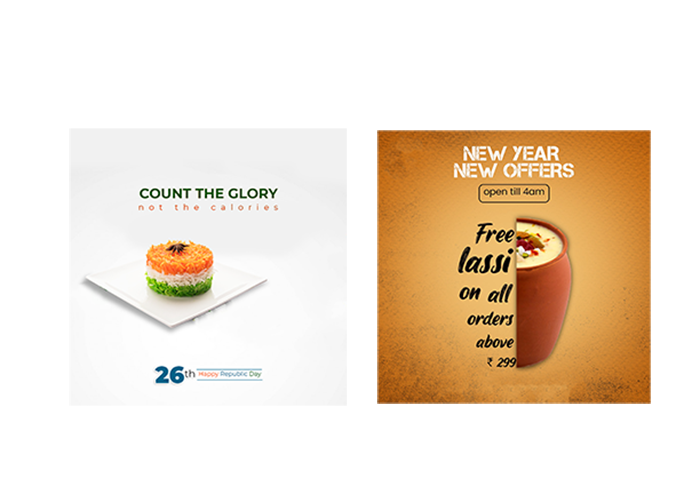 COUNT THE GLORY
not the calories
26th Happy Republic Day
NEW YEAR
NEW OFFERS
open till 4am
Free
lassi
on all
orders
above
₹ 299